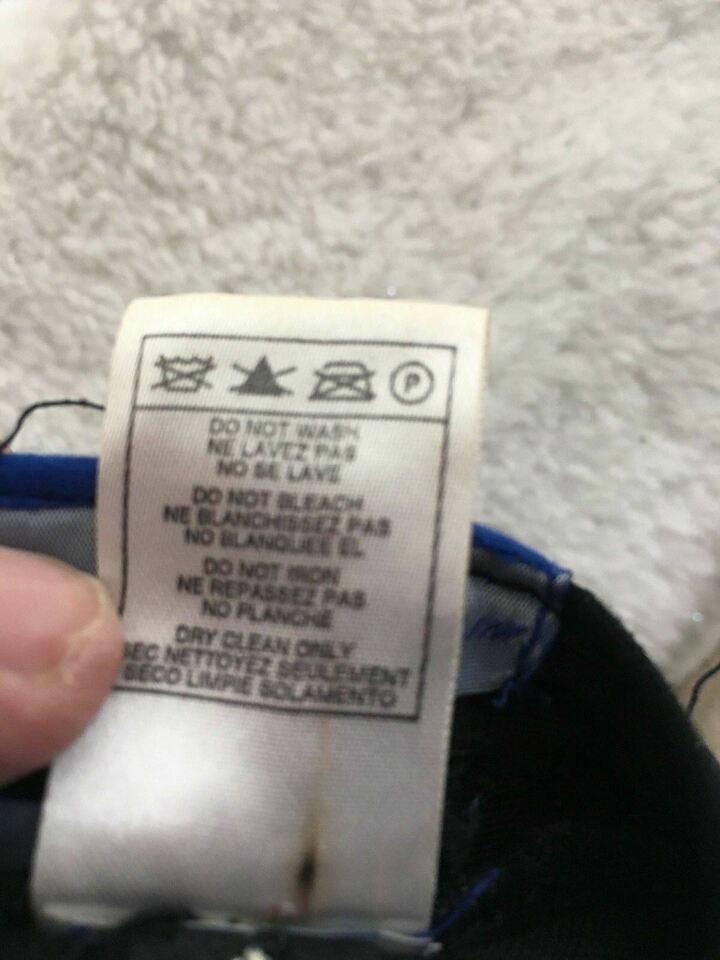 P
DO NOT WASH
NE LAVEZ PAS
NO SE LAVE
DO NOT BLEACH
NE BLANCHISSEZ PAS
NO BLANQUEE EL
DO NOT IRON
NE REPASSEZ PAS
NO PLANCHE
DRY CLEAN ONLY
SEC NETTOYEZ SEULEMENT
SECO LIMPIE SOLAMENTO